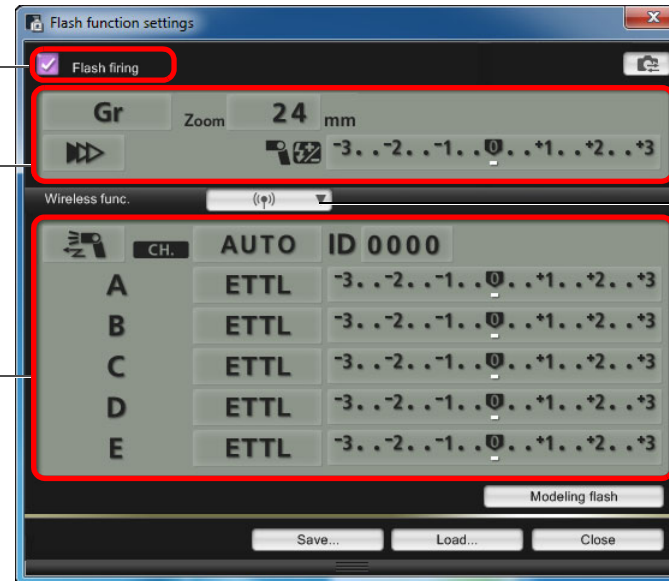 Flash function settings
Flash firing
Gr Zoom 24 mm
-3..-2..-1..0..+1..+2..+3
Wireless func.
CH. AUTO ID 0000
A ETTL -3..-2..-1..0..+1..+2..+3
B ETTL -3..-2..-1..0..+1..+2..+3
C ETTL -3..-2..-1..0..+1..+2..+3
D ETTL -3..-2..-1..0..+1..+2..+3
E ETTL -3..-2..-1..0..+1..+2..+3
Modeling flash
Save... Load... Close